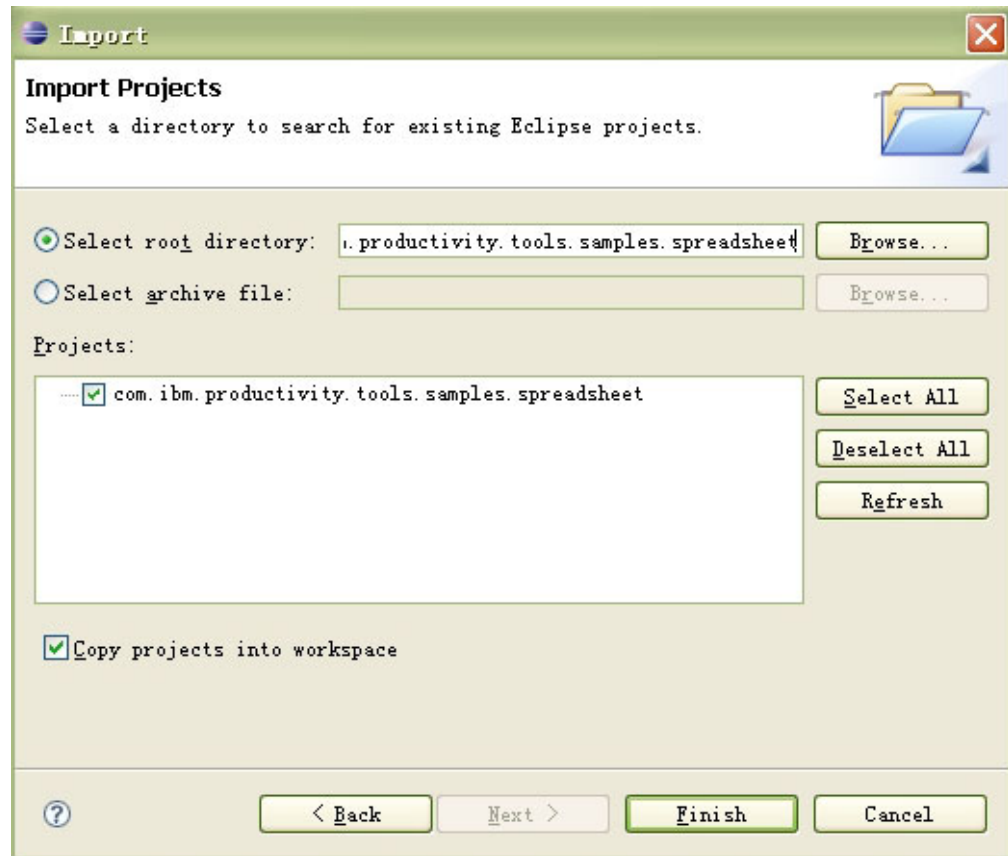 Import
Import Projects
Select a directory to search for existing Eclipse projects.
Select root directory: . productivity. tools. samples. spreadsheet Browse...
Select archive file: Browse...
Projects:
com. ibm. productivity. tools. samples. spreadsheet
Select All
Deselect All
Refresh
Copy projects into workspace
? < Back Next > Finish Cancel